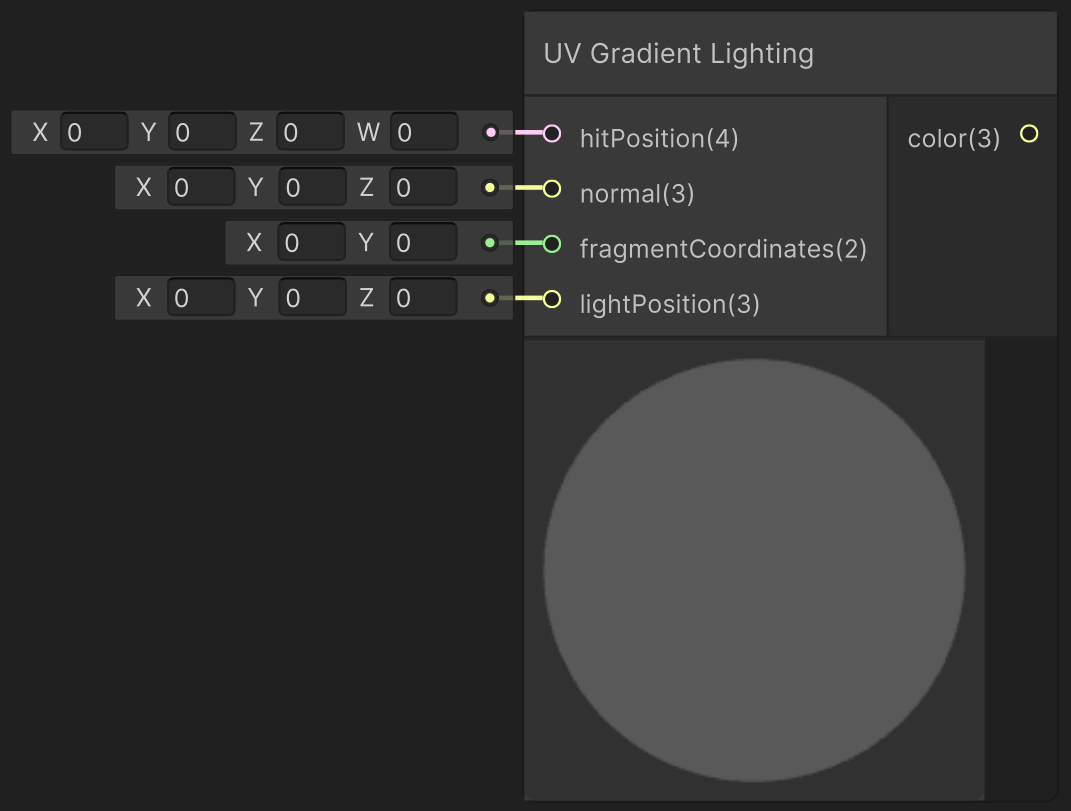 UV Gradient Lighting
X 0 Y 0 Z 0 W 0 hitPosition(4) color(3)
X 0 Y 0 Z 0 normal(3)
X 0 Y 0 fragmentCoordinates(2)
X 0 Y 0 Z 0 lightPosition(3)